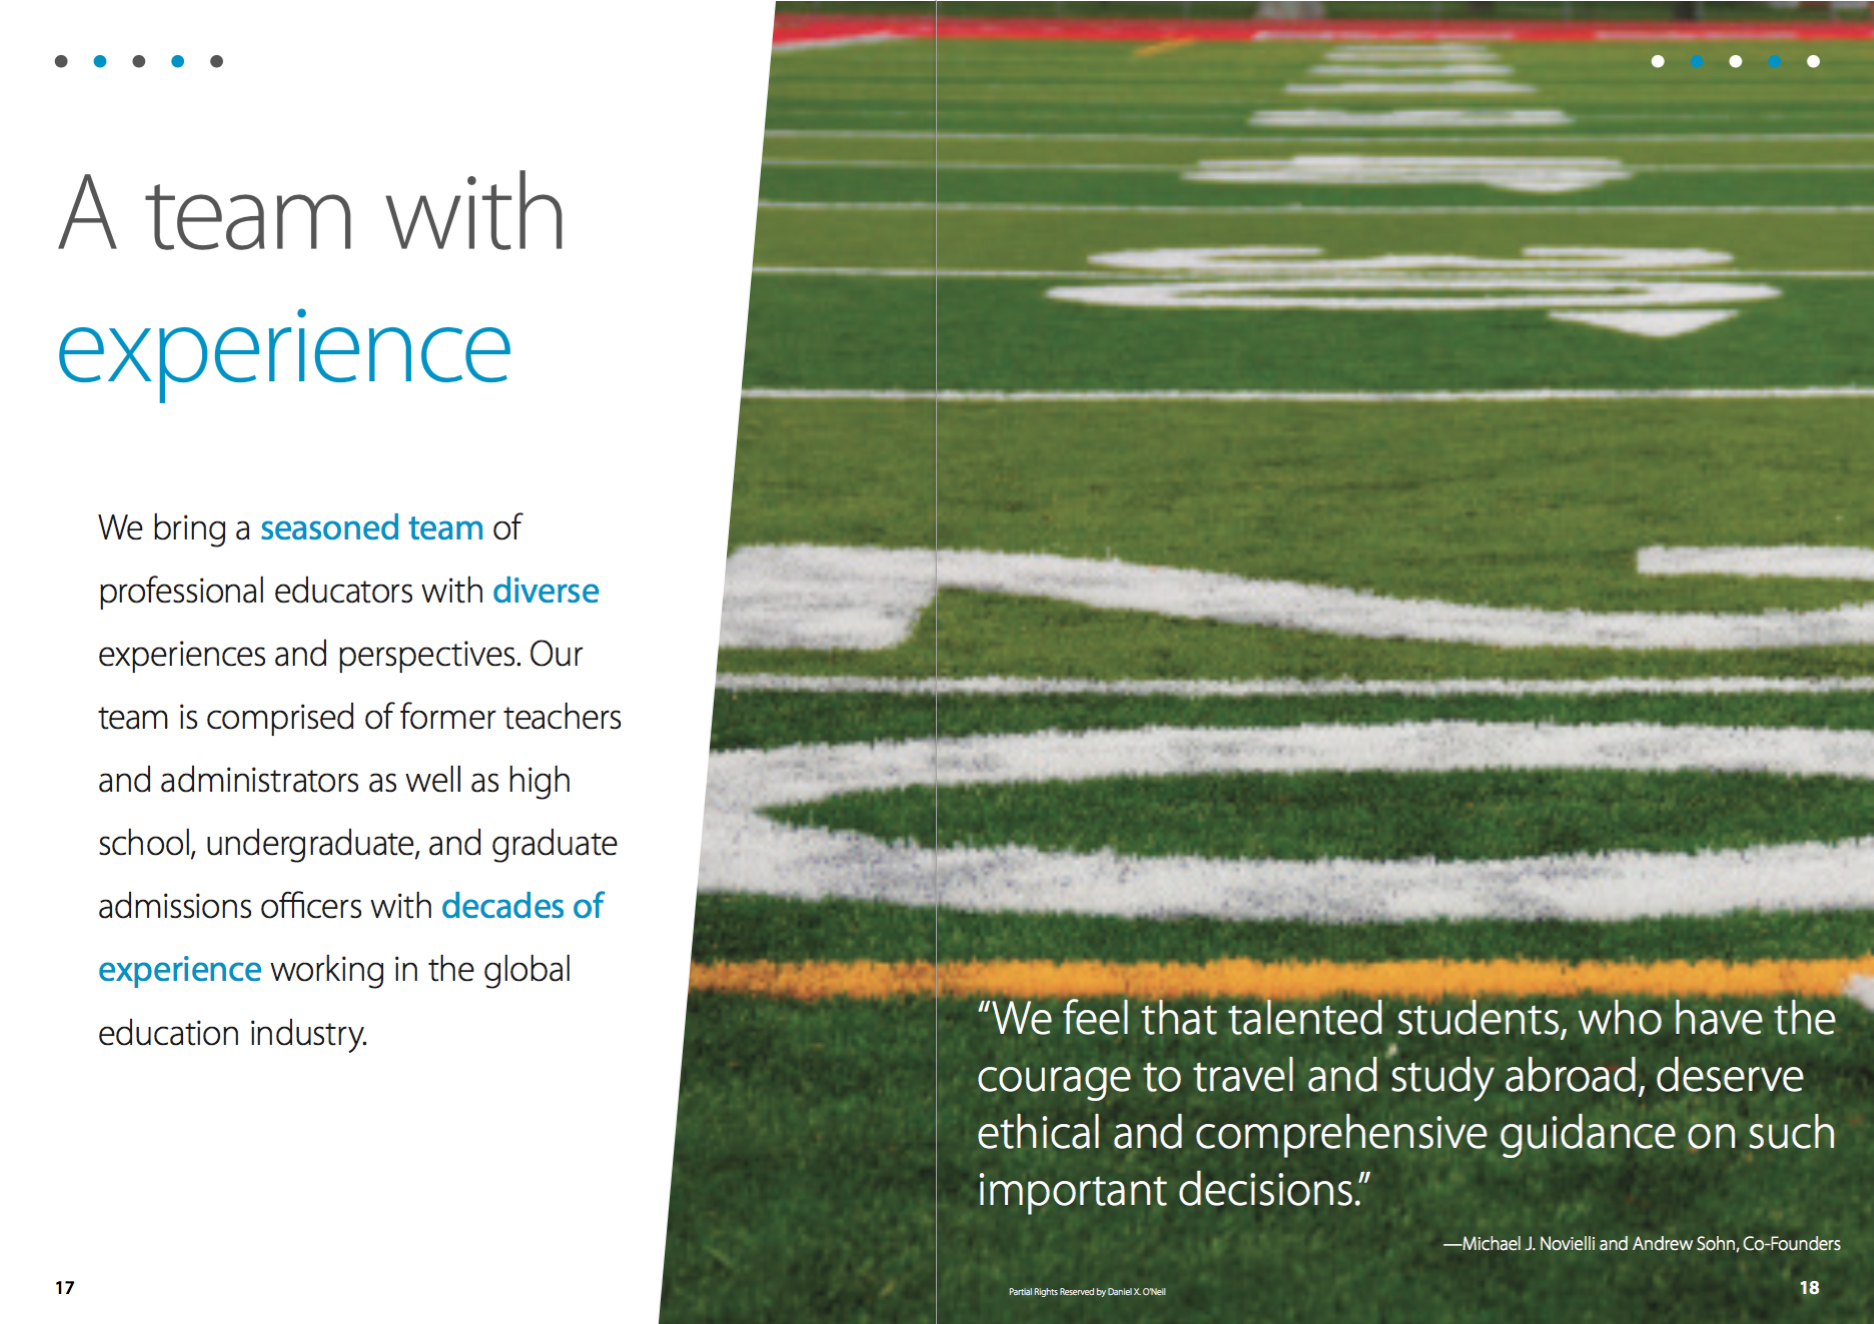 A team with
experience
We bring a seasoned team of
professional educators with diverse
experiences and perspectives. Our
team is comprised of former teachers
and administrators as well as high
school, undergraduate, and graduate
admissions officers with decades of
experience working in the global
education industry.
17
“We feel that talented students, who have the
courage to travel and study abroad, deserve
ethical and comprehensive guidance on such
important decisions.”
—Michael J. Novielli and Andrew Sohn, Co-Founders
Partial Rights Reserved by Daniel X. O'Neil
18